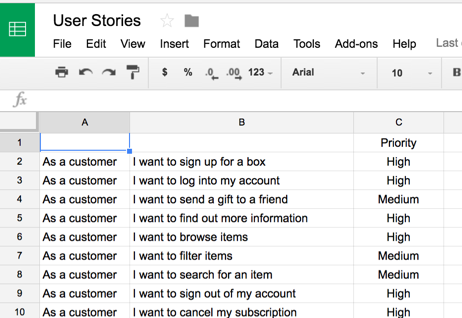 User Stories
File Edit View Insert Format Data Tools Add-ons Help Last
$ % .0 .00 123 Arial 10 B
fx
A B C
1 Priority
2 As a customer I want to sign up for a box High
3 As a customer I want to log into my account High
4 As a customer I want to send a gift to a friend Medium
5 As a customer I want to find out more information High
6 As a customer I want to browse items High
7 As a customer I want to filter items Medium
8 As a customer I want to search for an item Medium
9 As a customer I want to sign out of my account High
10 As a customer I want to cancel my subscription High